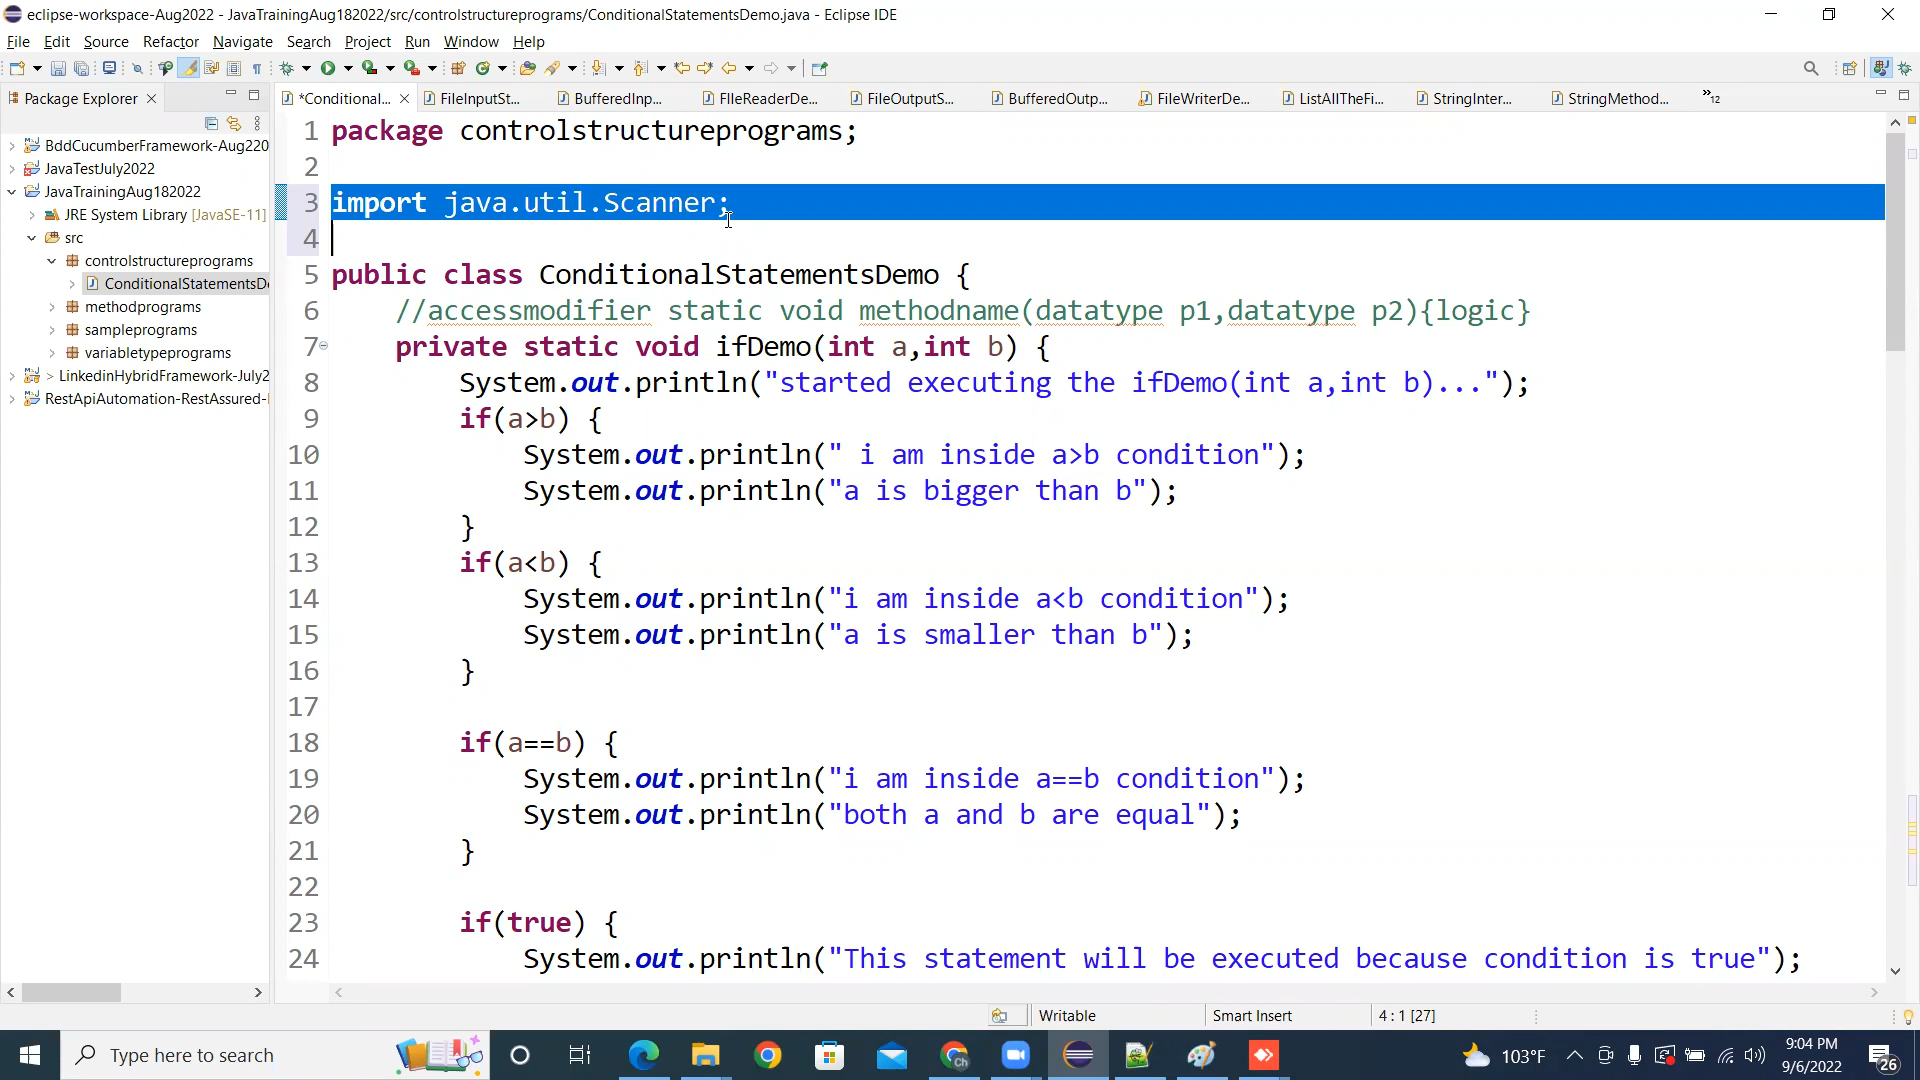 eclipse-workspace-Aug2022 - JavaTrainingAug182022/src/controlstructureprograms/ConditionalStatementsDemo.java - Eclipse IDE
File Edit Source Refactor Navigate Search Project Run Window Help
Package Explorer
*Conditional... FileInputSt... BufferedInp... FIleReaderDe... FileOutputS... BufferedOutp... FileWriterDe... ListAllTheFi... StringInter... StringMethod... »12
BddCucumberFramework-Aug220
JavaTestJuly2022
JavaTrainingAug182022
JRE System Library [JavaSE-11]
src
controlstructureprograms
ConditionalStatementsD
methodprograms
sampleprograms
variabletypeprograms
> LinkedinHybridFramework-July2
RestApiAutomation-RestAssured-
1 package controlstructureprograms;
2
3 import java.util.Scanner;
4
5 public class ConditionalStatementsDemo {
6 //accessmodifier static void methodname(datatype p1,datatype p2){logic}
7 private static void ifDemo(int a,int b) {
8 System.out.println("started executing the ifDemo(int a,int b)...");
9 if(a>b) {
10 System.out.println(" i am inside a>b condition");
11 System.out.println("a is bigger than b");
12 }
13 if(a<b) {
14 System.out.println("i am inside a<b condition");
15 System.out.println("a is smaller than b");
16 }
17
18 if(a==b) {
19 System.out.println("i am inside a==b condition");
20 System.out.println("both a and b are equal");
21 }
22
23 if(true) {
24 System.out.println("This statement will be executed because condition is true");
Writable Smart Insert 4 : 1 [27]
Type here to search
103°F
9:04 PM
9/6/2022
26